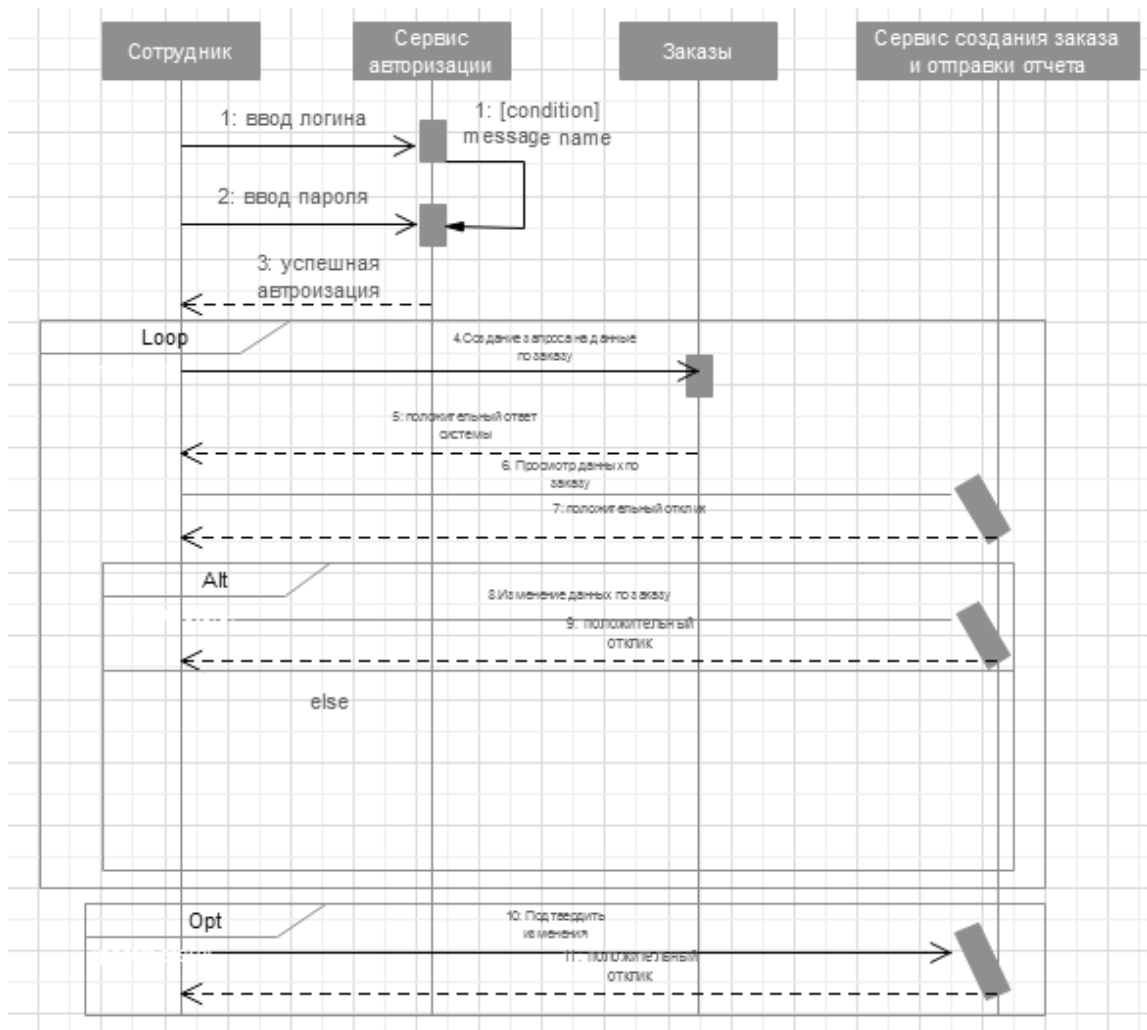 Сотрудник
Сервис
авторизации
Заказы
Сервис создания заказа
и отправки отчета
1: ввод логина
1: [condition]
message name
2: ввод пароля
3: успешная
автроизация
Loop
4.Создание запроса на данные
по заказу
5: положительный ответ
системы
6. Просмотр данных по
заказу
7: положительный отклик
Alt
8.Изменение данных по заказу
9: положительный
отклик
else
Opt
10: Подтвердить
изменения
11: положительный
отклик